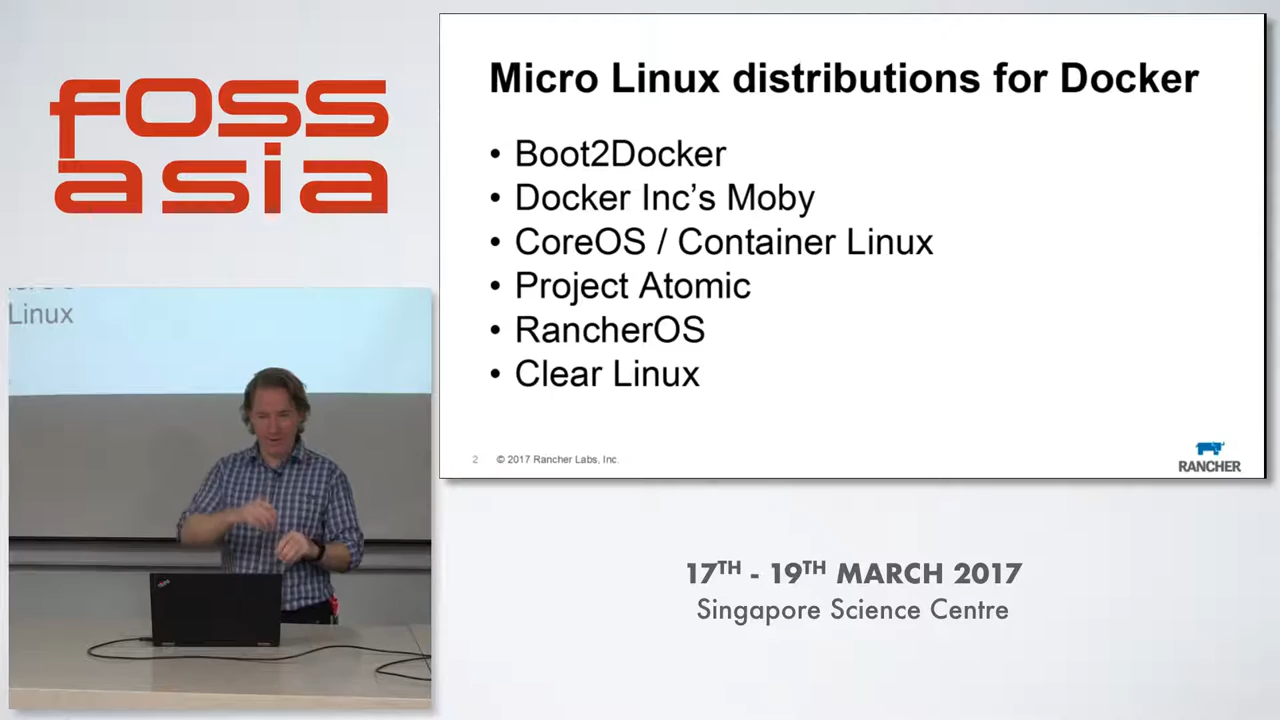 foss
asia
Micro Linux distributions for Docker
• Boot2Docker
• Docker Inc's Moby
• CoreOS / Container Linux
• Project Atomic
• RancherOS
• Clear Linux
2 © 2017 Rancher Labs, Inc.
RANCHER
Linux
17TH - 19TH MARCH 2017
Singapore Science Centre